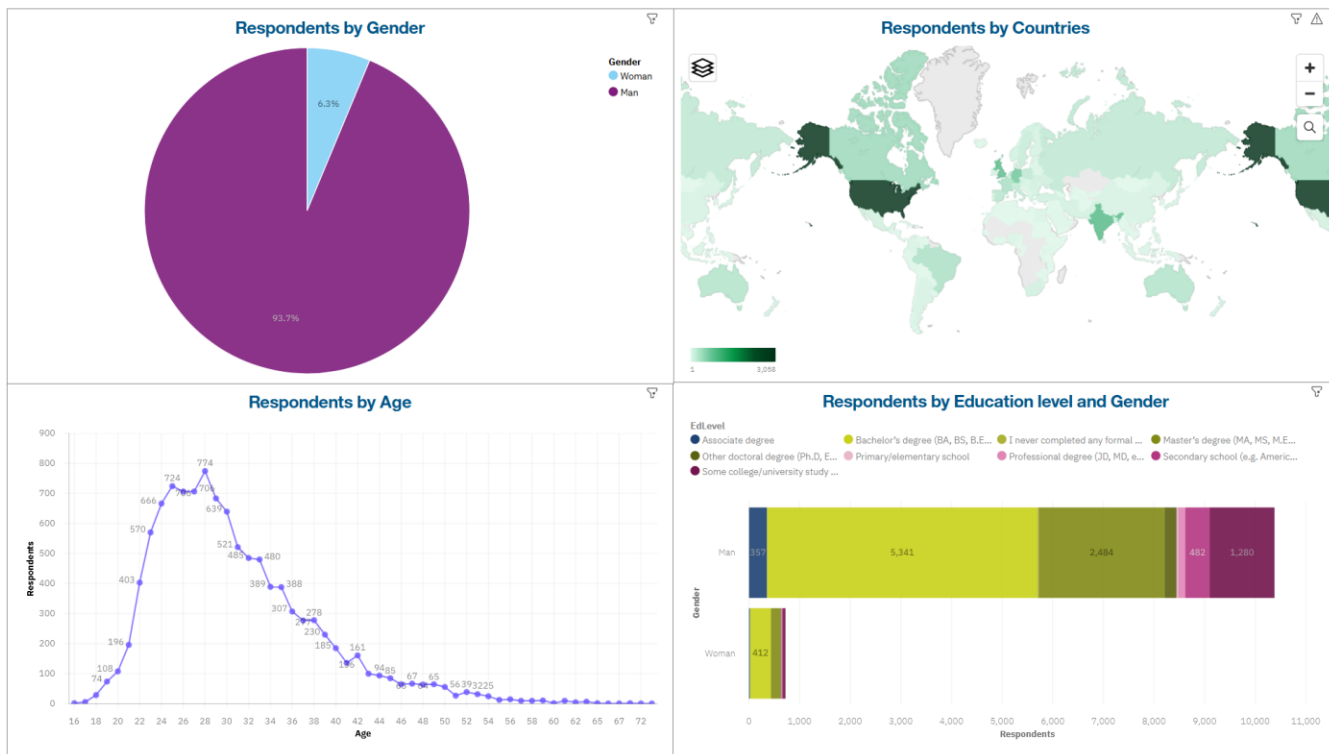 Respondents by Gender
Gender
Woman
Man
6.3%
93.7%
Respondents by Countries
+
−
1
3,058
Respondents by Age
Respondents
900
800
700
600
500
400
300
200
100
0
74
108
196
403
570
666
724
706
774
639
521
485
480
389
388
307
278
230
185
161
94
85
67
65
56
39
32
25
16 18 20 22 24 26 28 30 32 34 36 38 40 42 44 46 48 50 52 54 56 58 60 62 65 67 72
Age
Respondents by Education level and Gender
EdLevel
Associate degree Bachelor's degree (BA, BS, B.E... I never completed any formal ... Master's degree (MA, MS, M.E...
Other doctoral degree (Ph.D, E... Primary/elementary school Professional degree (JD, MD, e... Secondary school (e.g. Americ...
Some college/university study ...
Gender
Man
357 5,341 2,484 482 1,280
Woman
412
0 1,000 2,000 3,000 4,000 5,000 6,000 7,000 8,000 9,000 10,000 11,000
Respondents